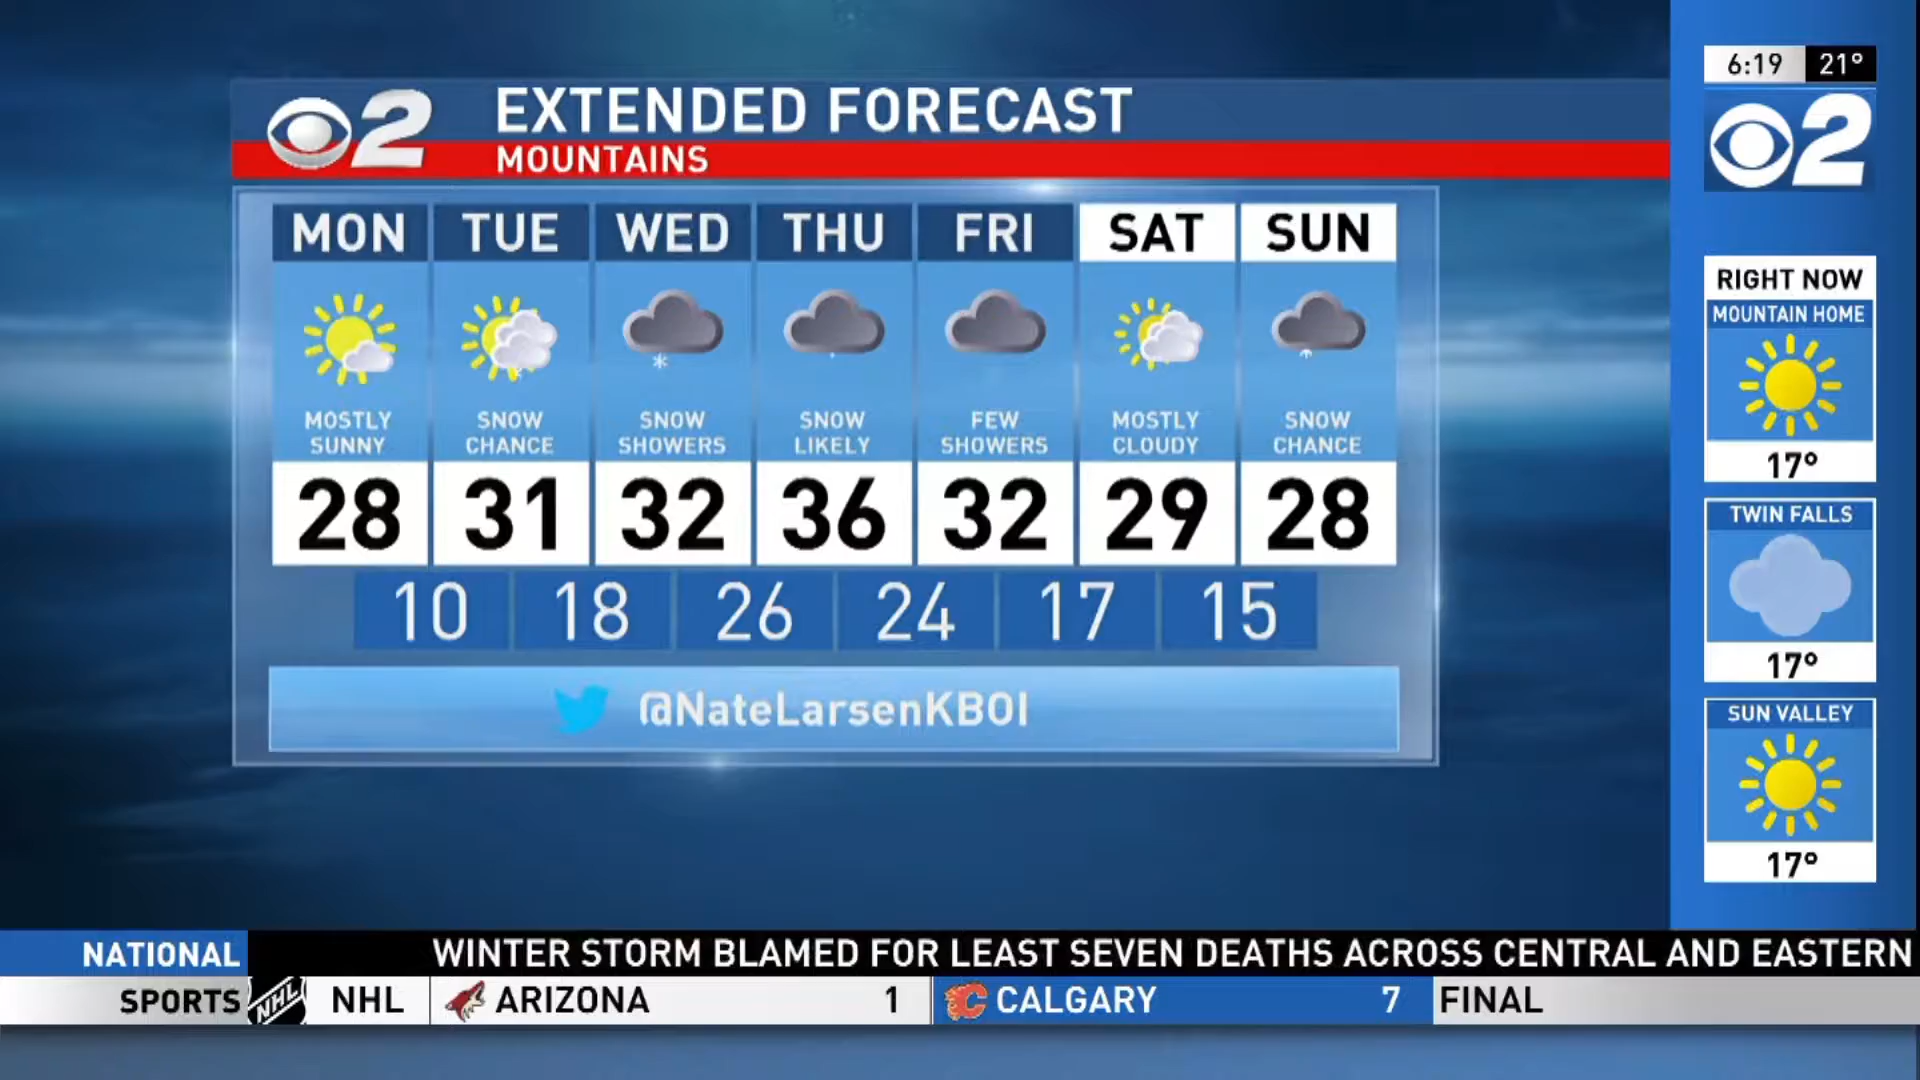 2 EXTENDED FORECAST
MOUNTAINS
MON TUE WED THU FRI SAT SUN
MOSTLY SNOW SNOW SNOW FEW MOSTLY SNOW
SUNNY CHANCE SHOWERS LIKELY SHOWERS CLOUDY CHANCE
28 31 32 36 32 29 28
10 18 26 24 17 15
@NateLarsenKBOI
6:19 21°
2
RIGHT NOW
MOUNTAIN HOME
17°
TWIN FALLS
17°
SUN VALLEY
17°
NATIONAL WINTER STORM BLAMED FOR LEAST SEVEN DEATHS ACROSS CENTRAL AND EASTERN
SPORTS NHL NHL ARIZONA 1 CALGARY 7 FINAL